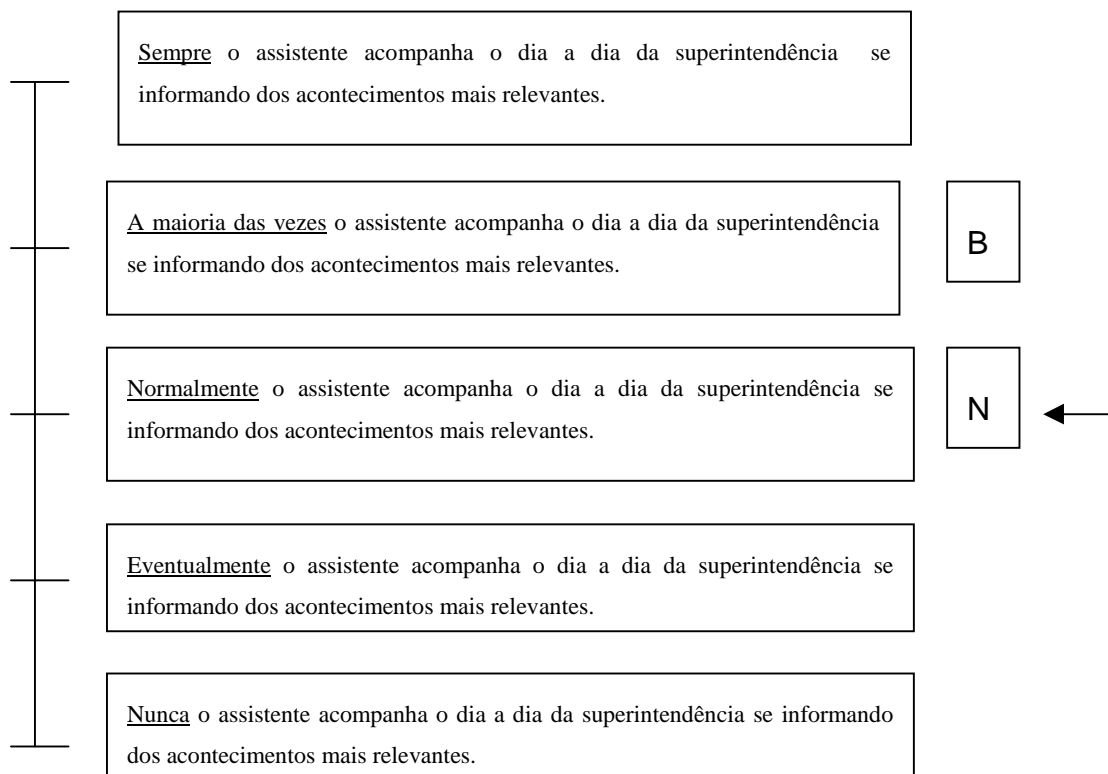 Sempre o assistente acompanha o dia a dia da superintendência se
informando dos acontecimentos mais relevantes.
A maioria das vezes o assistente acompanha o dia a dia da superintendência
se informando dos acontecimentos mais relevantes.
B
Normalmente o assistente acompanha o dia a dia da superintendência se
informando dos acontecimentos mais relevantes.
N
Eventualmente o assistente acompanha o dia a dia da superintendência se
informando dos acontecimentos mais relevantes.
Nunca o assistente acompanha o dia a dia da superintendência se informando
dos acontecimentos mais relevantes.